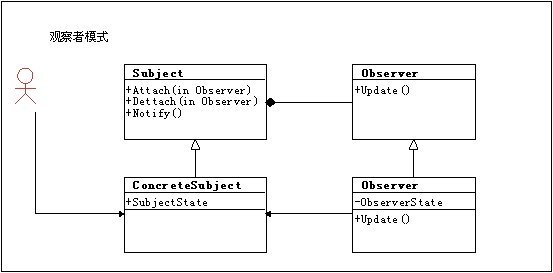 观察者模式
Subject
+Attach(in Observer)
+Dettach(in Observer)
+Notify()
Observer
+Update()
ConcreteSubject
+SubjectState
Observer
-ObserverState
+Update()